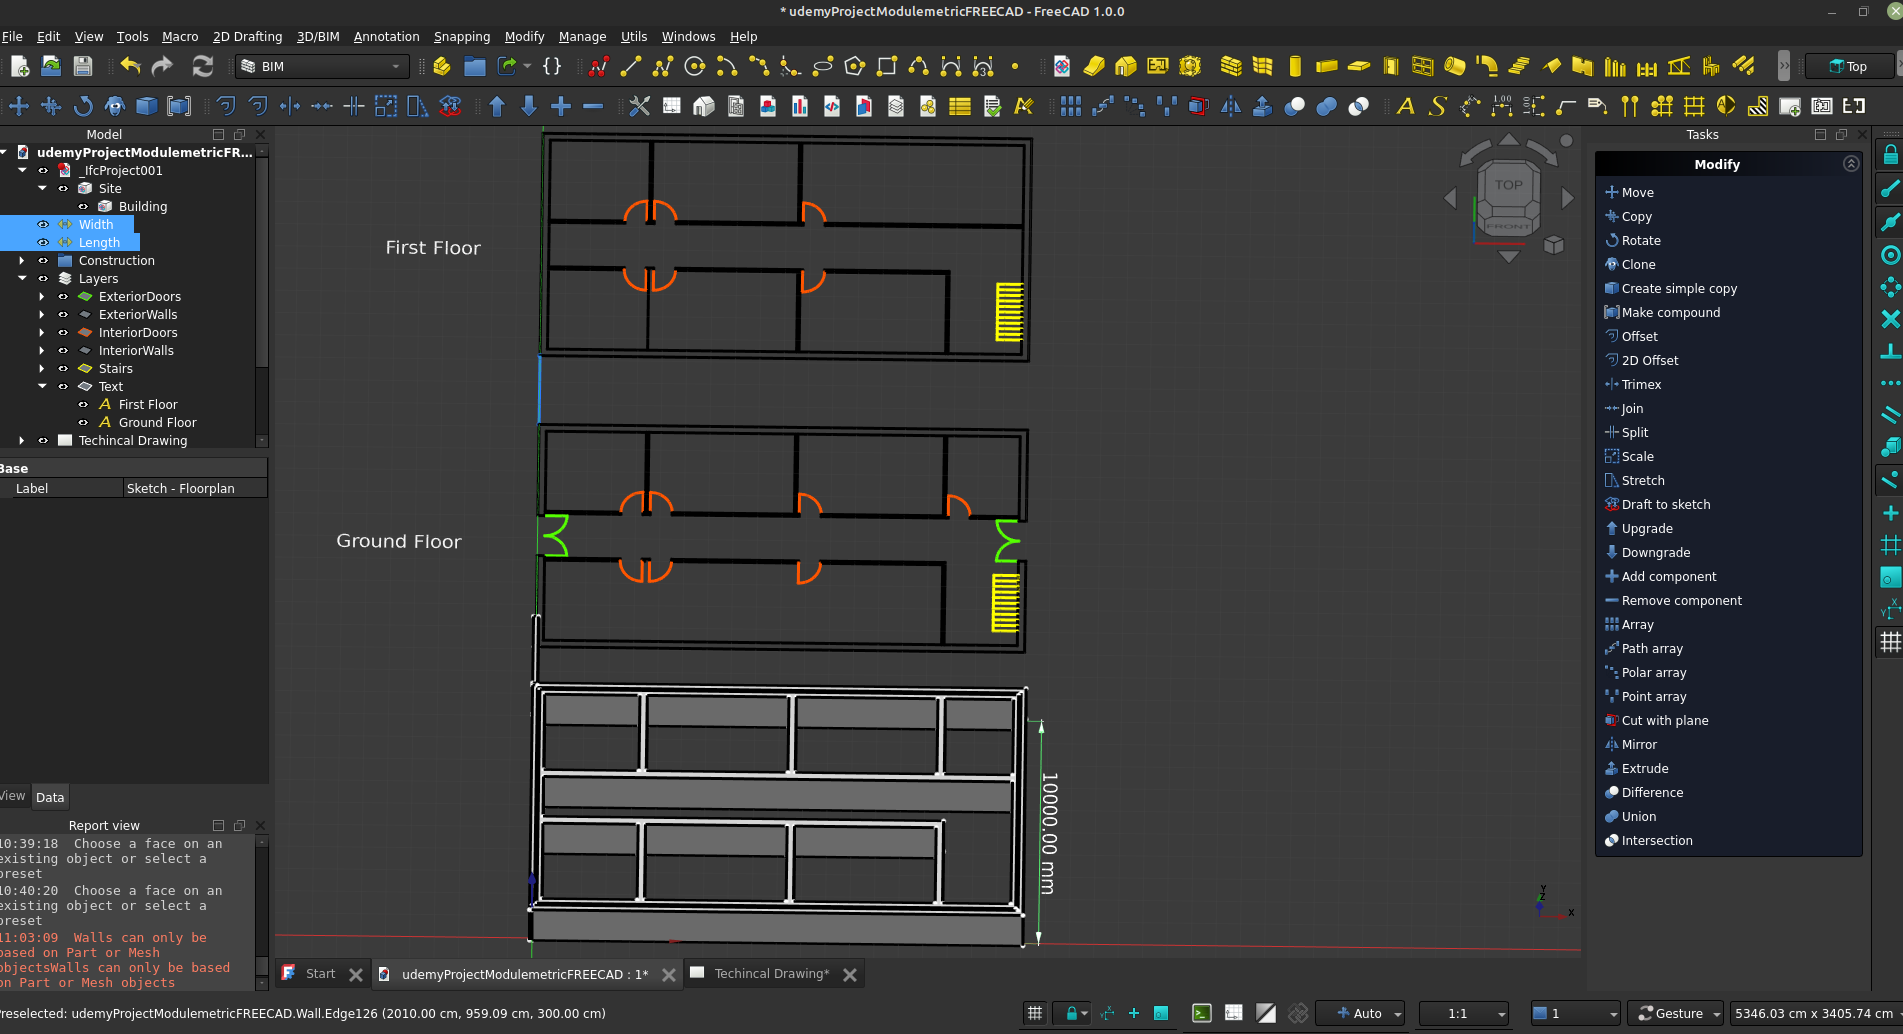 * udemyProjectModulemetricFREECAD - FreeCAD 1.0.0
File Edit View Tools Macro 2D Drafting 3D/BIM Annotation Snapping Modify Manage Utils Windows Help
BIM
Top
Model
Tasks
udemyProjectModulemetricFR...
_IfcProject001
Site
Building
Width
Length
Construction
Layers
ExteriorDoors
ExteriorWalls
InteriorDoors
InteriorWalls
Stairs
Text
First Floor
Ground Floor
Techincal Drawing
Base
Label Sketch - Floorplan
View Data
Report view
10:39:18 Choose a face on an
existing object or select a
preset
10:40:20 Choose a face on an
existing object or select a
preset
11:03:09 Walls can only be
based on Part or Mesh
objectsWalls can only be based
on Part or Mesh objects
First Floor
Ground Floor
10000.00 mm
TOP
FRONT
Y
Z
X
Modify
Move
Copy
Rotate
Clone
Create simple copy
Make compound
Offset
2D Offset
Trimex
Join
Split
Scale
Stretch
Draft to sketch
Upgrade
Downgrade
Add component
Remove component
Array
Path array
Polar array
Point array
Cut with plane
Mirror
Extrude
Difference
Union
Intersection
Start
udemyProjectModulemetricFREECAD : 1*
Techincal Drawing*
Preselected: udemyProjectModulemetricFREECAD.Wall.Edge126 (2010.00 cm, 959.09 cm, 300.00 cm)
Auto
1:1
1
Gesture
5346.03 cm x 3405.74 cm